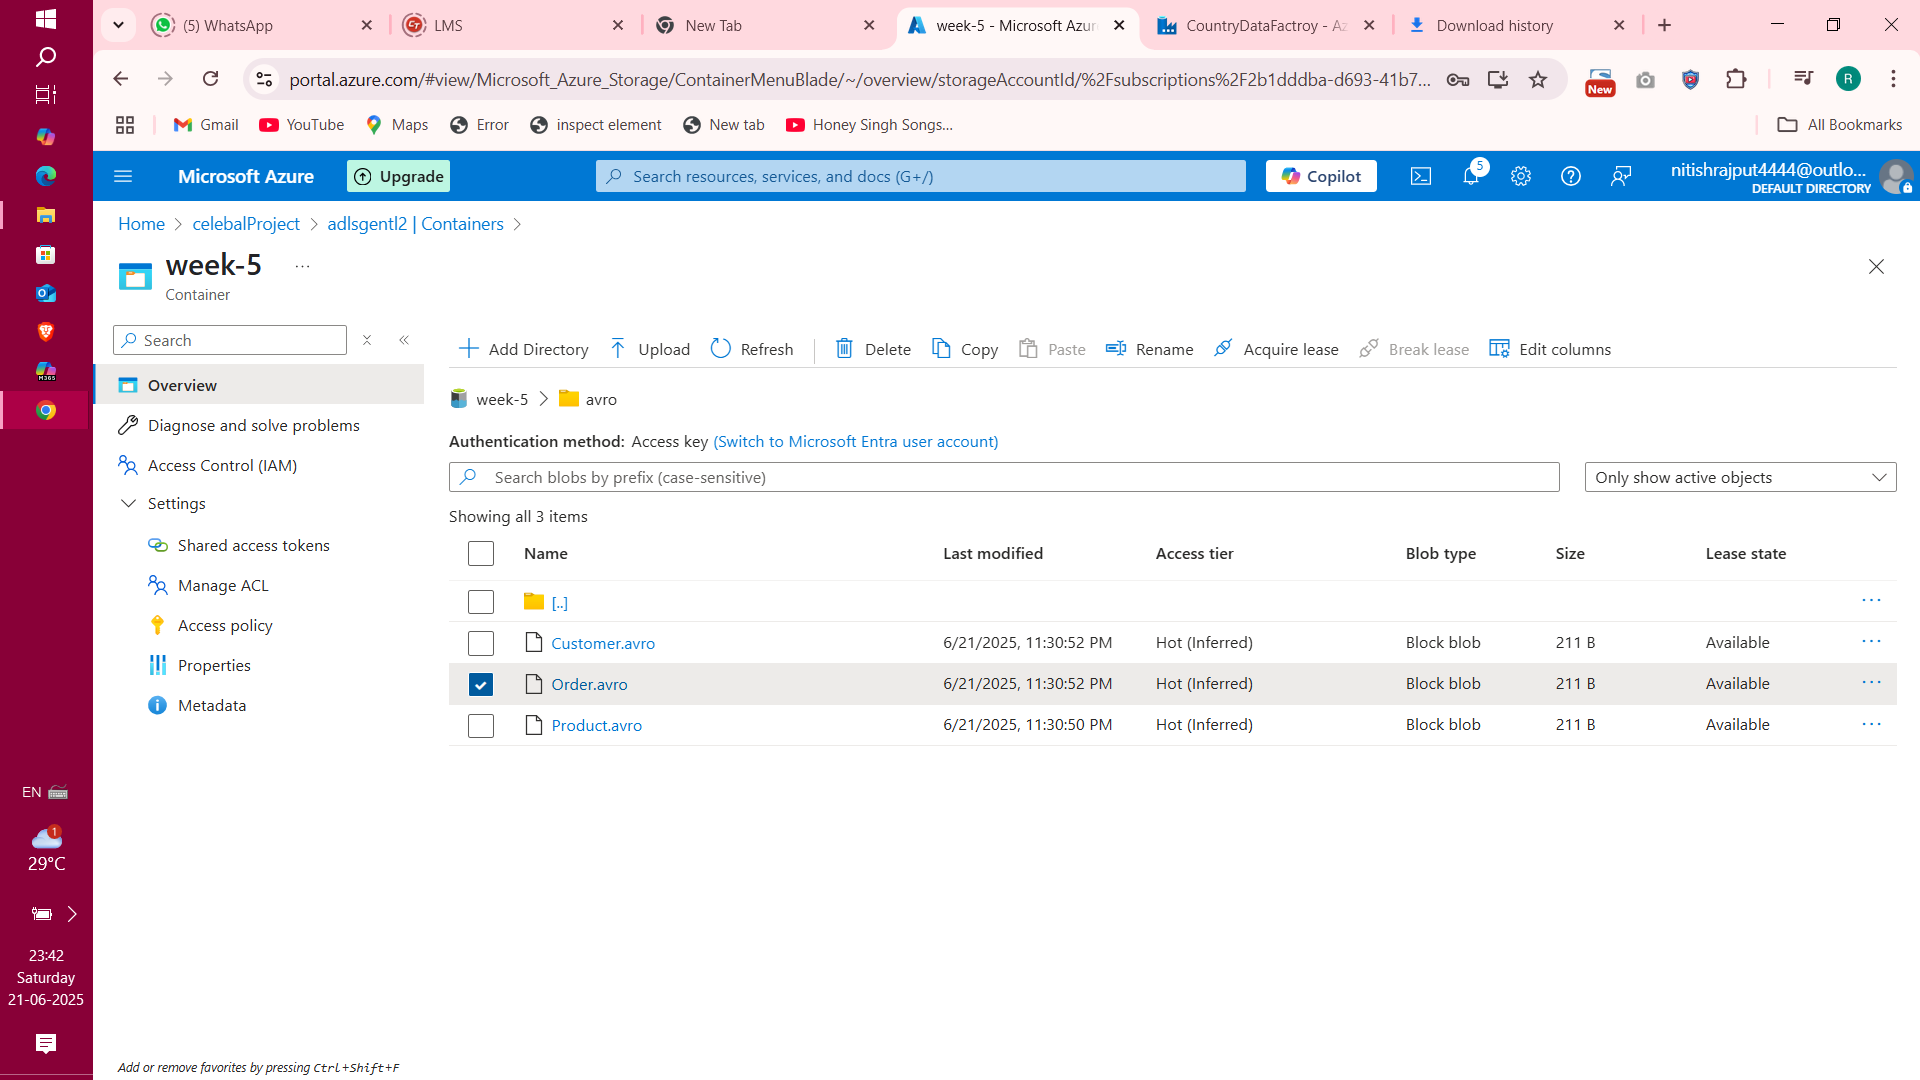 (5) WhatsApp
LMS
New Tab
week-5 - Microsoft Azur
CountryDataFactroy - Az
Download history
portal.azure.com/#view/Microsoft_Azure_Storage/ContainerMenuBlade/~/overview/storageAccountId/%2Fsubscriptions%2F2b1dddba-d693-41b7...
New
R
Gmail
YouTube
Maps
Error
inspect element
New tab
Honey Singh Songs...
All Bookmarks
Microsoft Azure
Upgrade
Search resources, services, and docs (G+/)
Copilot
5
nitishrajput4444@outlo...
DEFAULT DIRECTORY
Home > celebalProject > adlsgentl2 | Containers >
week-5 ...
Container
Search
Overview
Diagnose and solve problems
Access Control (IAM)
Settings
Shared access tokens
Manage ACL
Access policy
Properties
Metadata
Add Directory Upload Refresh Delete Copy Paste Rename Acquire lease Break lease Edit columns
week-5 > avro
Authentication method: Access key (Switch to Microsoft Entra user account)
Search blobs by prefix (case-sensitive)
Only show active objects
Showing all 3 items
Name Last modified Access tier Blob type Size Lease state
[..] ...
Customer.avro 6/21/2025, 11:30:52 PM Hot (Inferred) Block blob 211 B Available ...
Order.avro 6/21/2025, 11:30:52 PM Hot (Inferred) Block blob 211 B Available ...
Product.avro 6/21/2025, 11:30:50 PM Hot (Inferred) Block blob 211 B Available ...
Add or remove favorites by pressing Ctrl+Shift+F
M365
EN
1
29°C
23:42
Saturday
21-06-2025